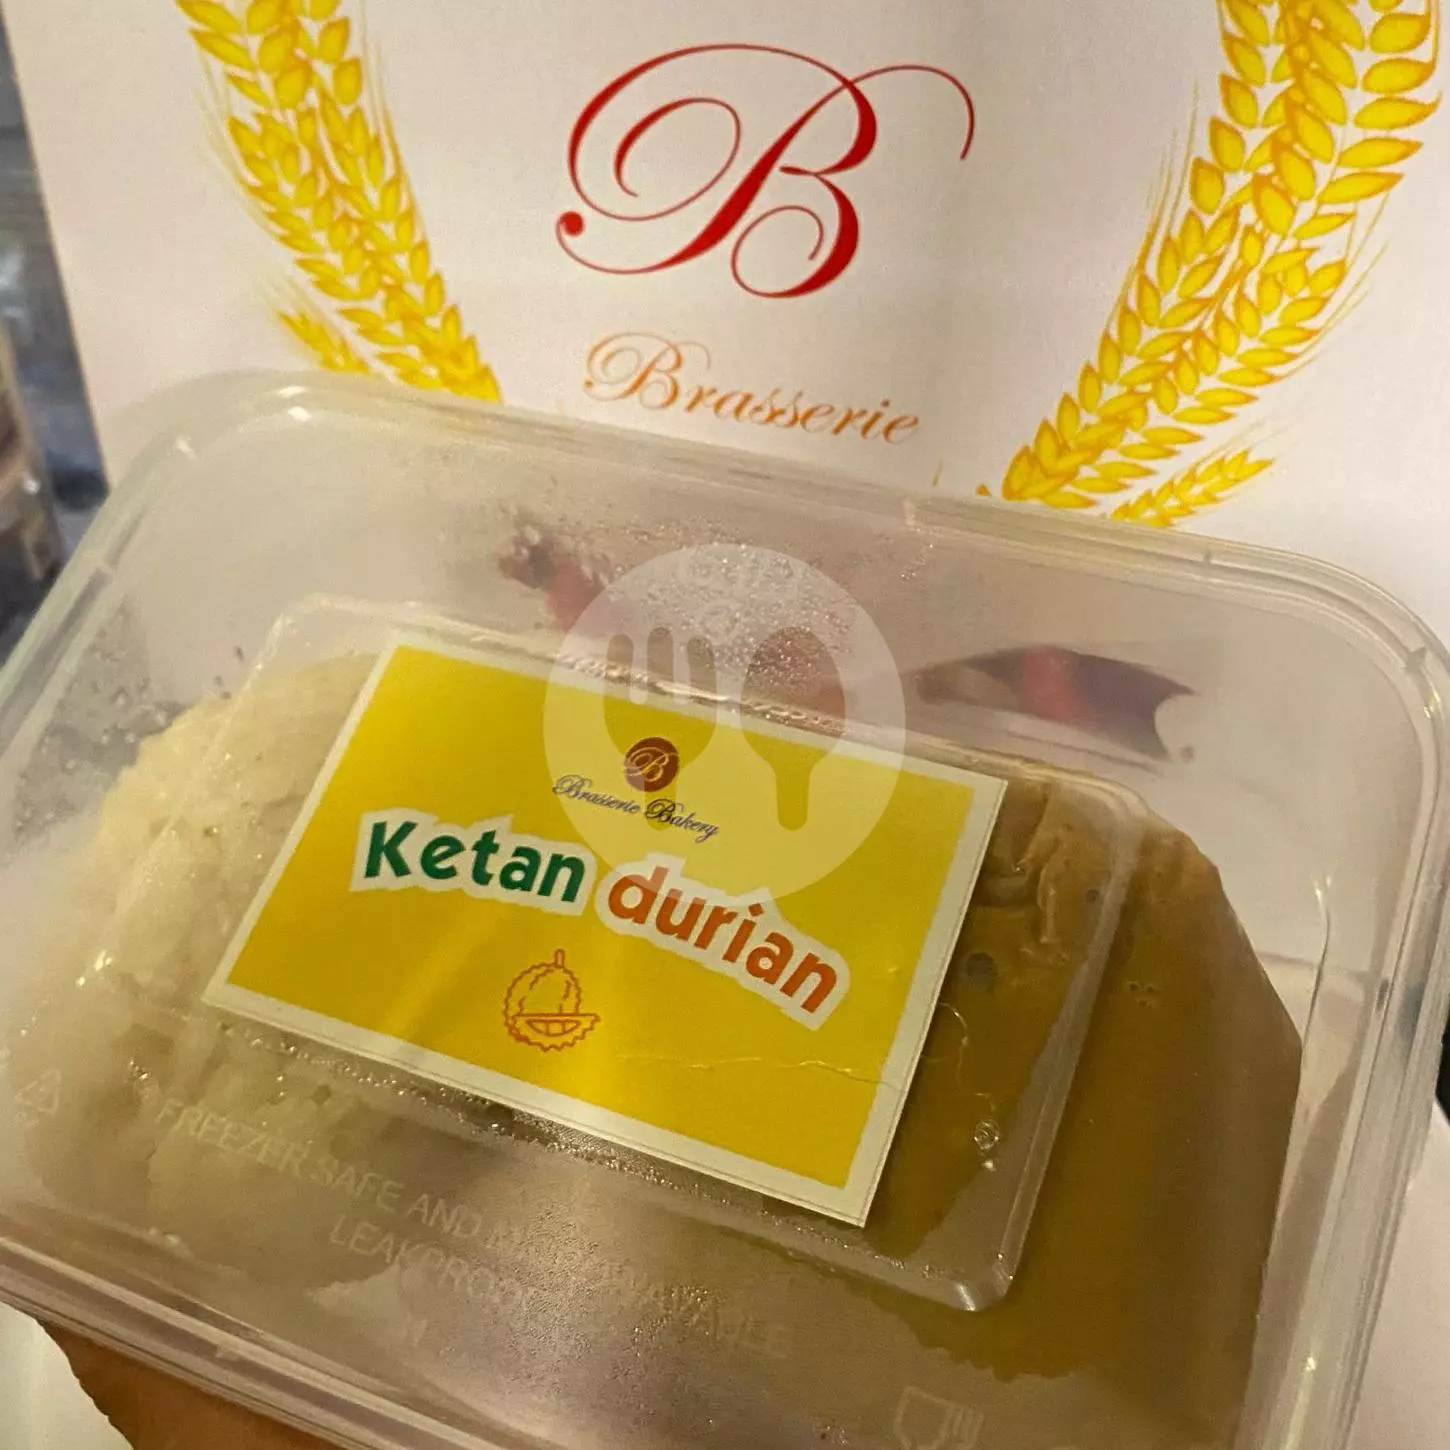 B
Brasserie
B
Brasserie Bakery
Ketan durian
FREEZER SAFE AND
LEAKPROOF